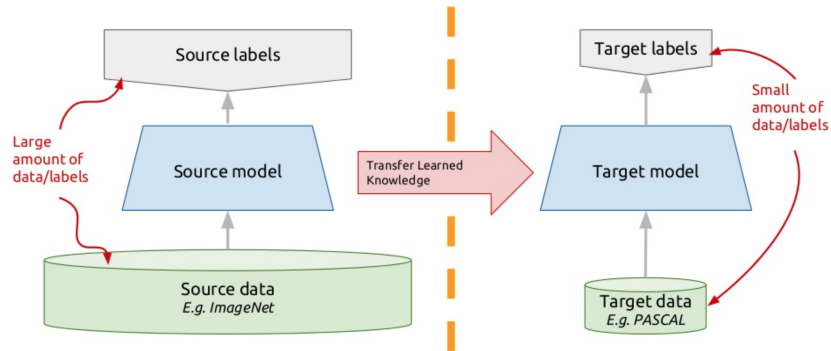 Source labels
Large
amount of
data/labels
Source model
Source data
E.g. ImageNet
Transfer Learned
Knowledge
Target labels
Small
amount of
data/labels
Target model
Target data
E.g. PASCAL